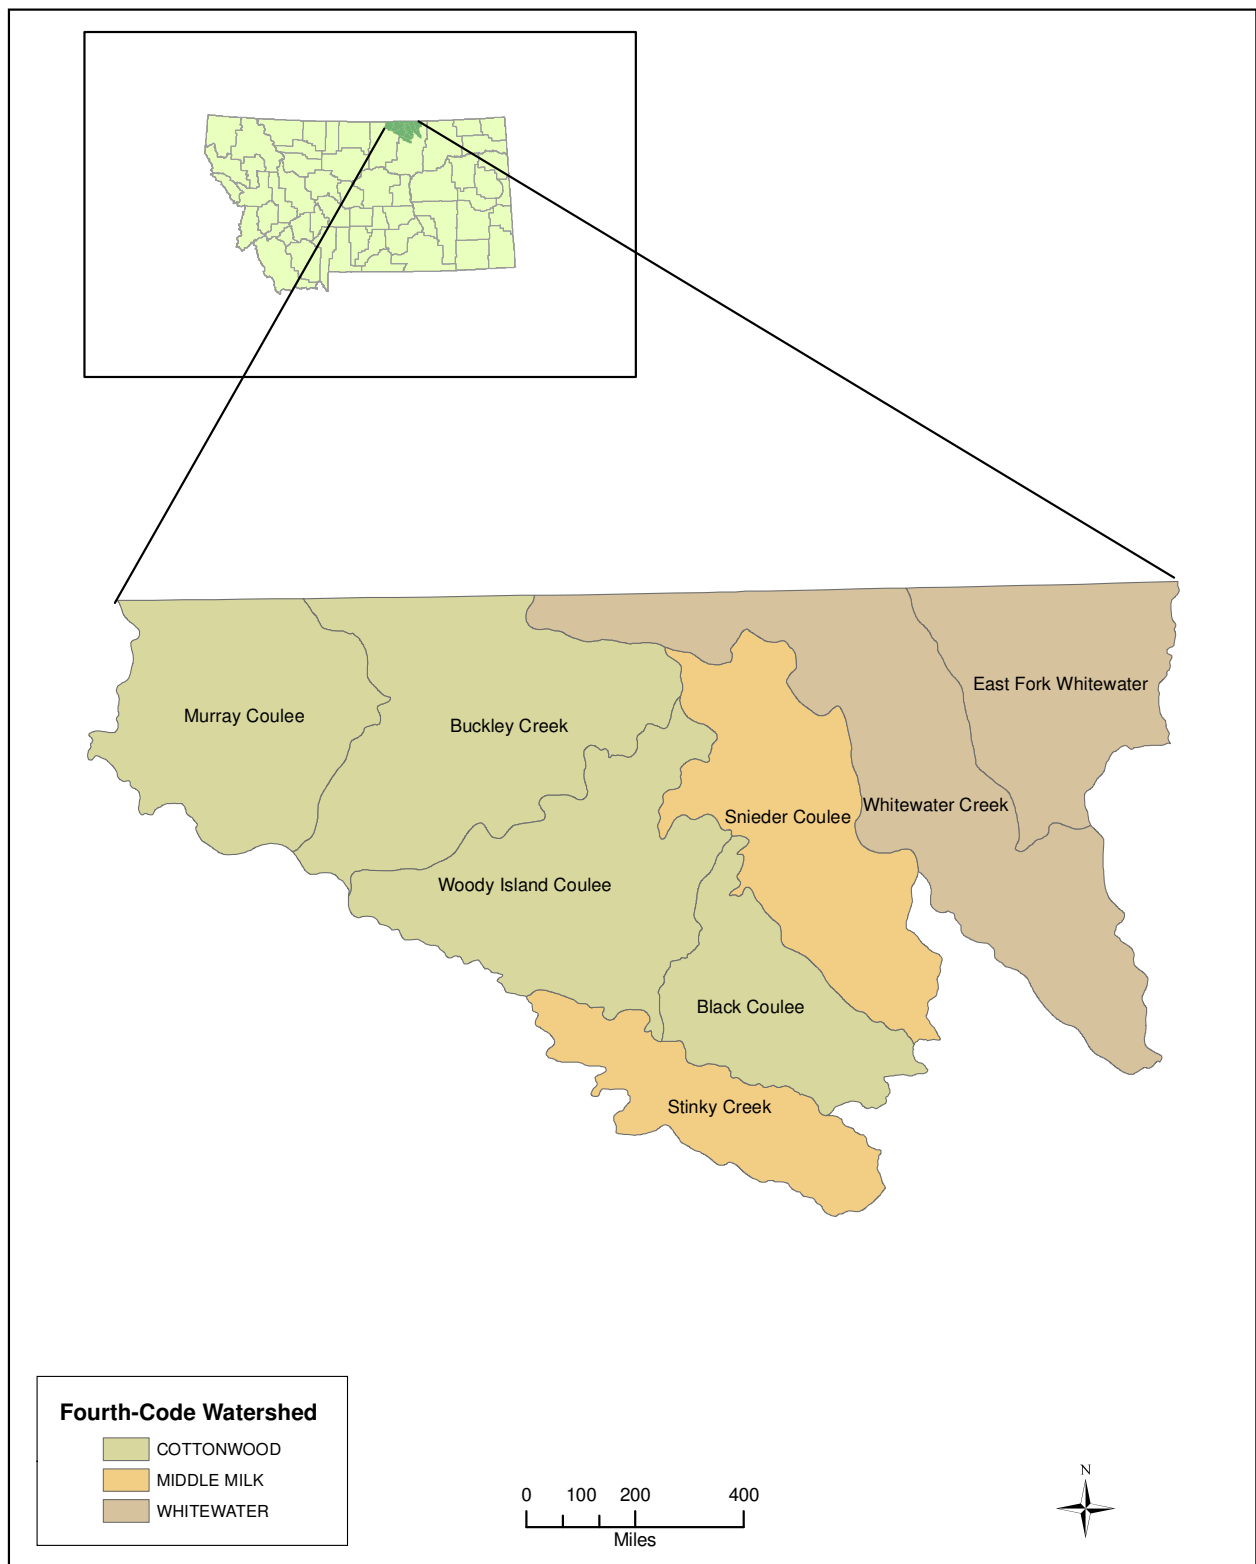 East Fork Whitewater
Murray Coulee
Buckley Creek
Whitewater Creek
Snieder Coulee
Woody Island Coulee
Black Coulee
Stinky Creek
Fourth-Code Watershed
COTTONWOOD
MIDDLE MILK
WHITEWATER
0 100 200 400
Miles
N